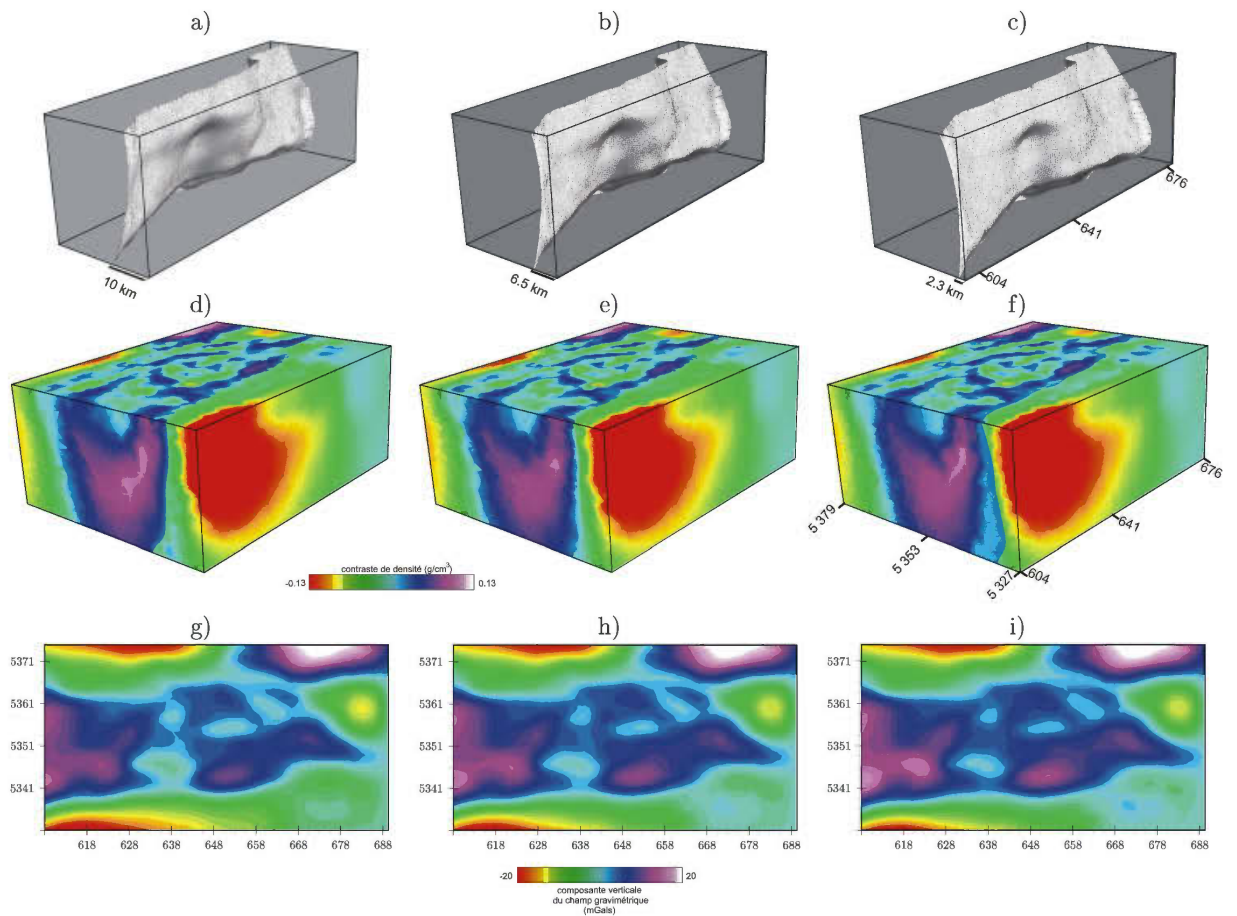 a) b) c)
10 km 6.5 km 2.3 km 604 641 676
d) e) f)
5 379 5 353 5 327 604 641 676
contraste de densité (g/cm³)
-0.13 0.13
g) h) i)
5371
5361
5351
5341
618 628 638 648 658 668 678 688 618 628 638 648 658 668 678 688 618 628 638 648 658 668 678 688
5371
5361
5351
5341
5371
5361
5351
5341
-20 20
composante verticale
du champ gravimétrique
(mGals)